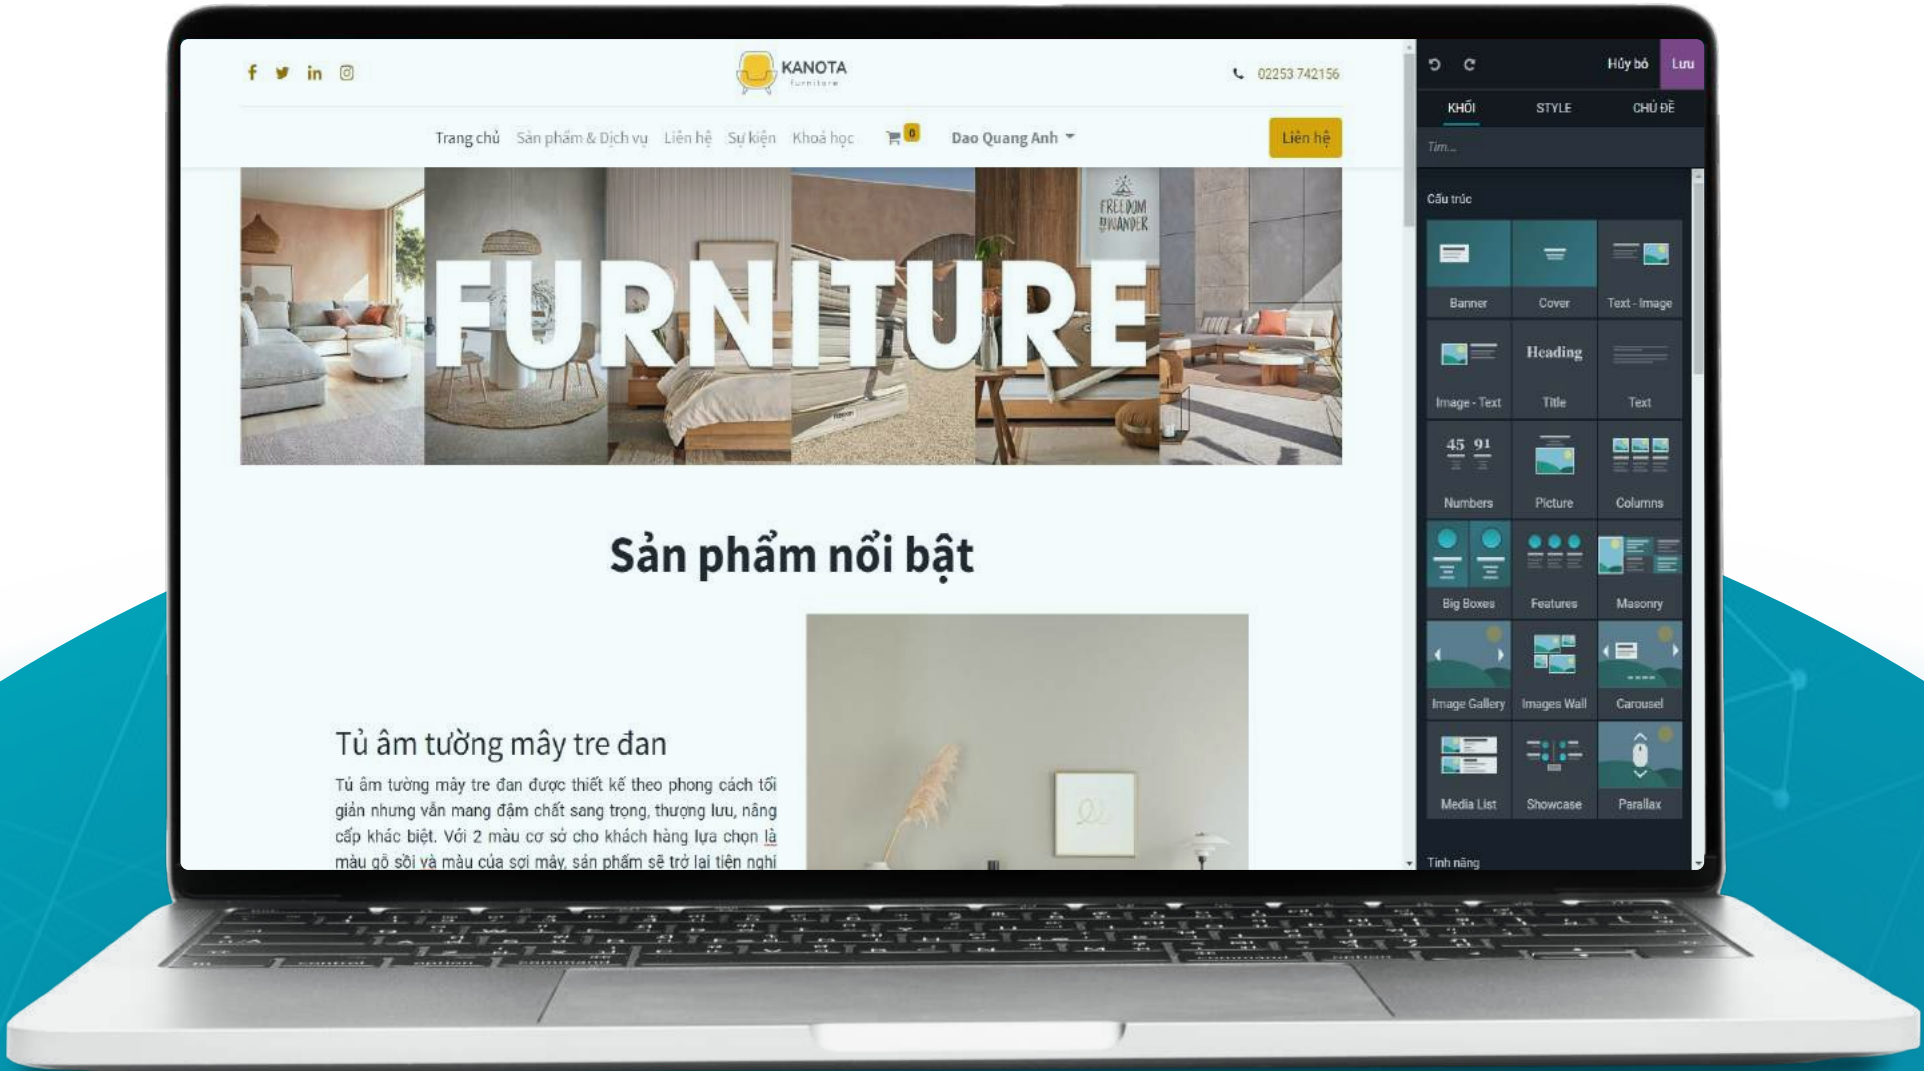 KANOTA
furniture
02253 742156
Trang chủ Sản phẩm & Dịch vụ Liên hệ Sự kiện Khoá học 0 Dao Quang Anh Liên hệ
FREEDOM
WANDER
FURNITURE
Sản phẩm nổi bật
Tủ âm tường mây tre đan
Tủ âm tường mây tre đan được thiết kế theo phong cách tối
giản nhưng vẫn mang đậm chất sang trọng, thượng lưu, nâng
cấp khác biệt. Với 2 màu cơ sở cho khách hàng lựa chọn là
màu gỗ sồi và màu của sợi mây, sản phẩm sẽ trở lại tiện nghi
Hủy bỏ Lưu
KHỐI STYLE CHỦ ĐỀ
Tìm...
Cấu trúc
Banner Cover Text - Image
Heading
Image - Text Title Text
45 91
Numbers Picture Columns
Big Boxes Features Masonry
Image Gallery Images Wall Carousel
Media List Showcase Parallax
Tính năng
control option command command option